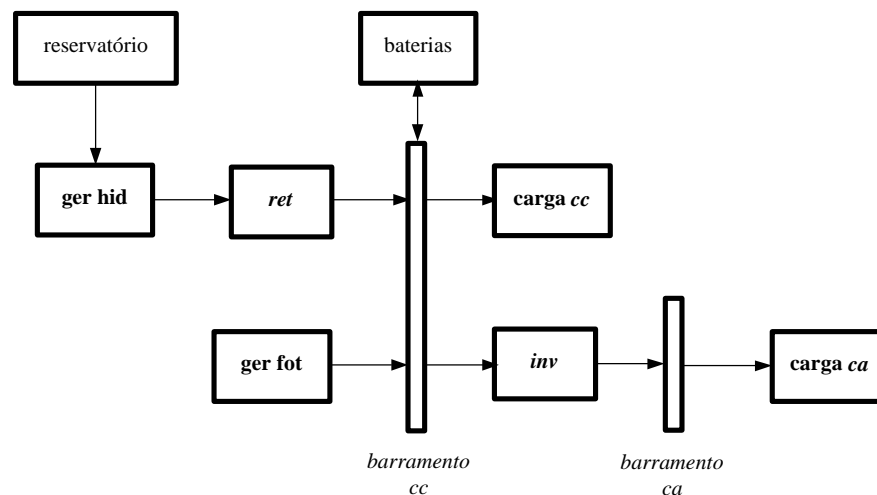 reservatório
baterias
ger hid
ret
carga cc
ger fot
inv
carga ca
barramento
cc
barramento
ca